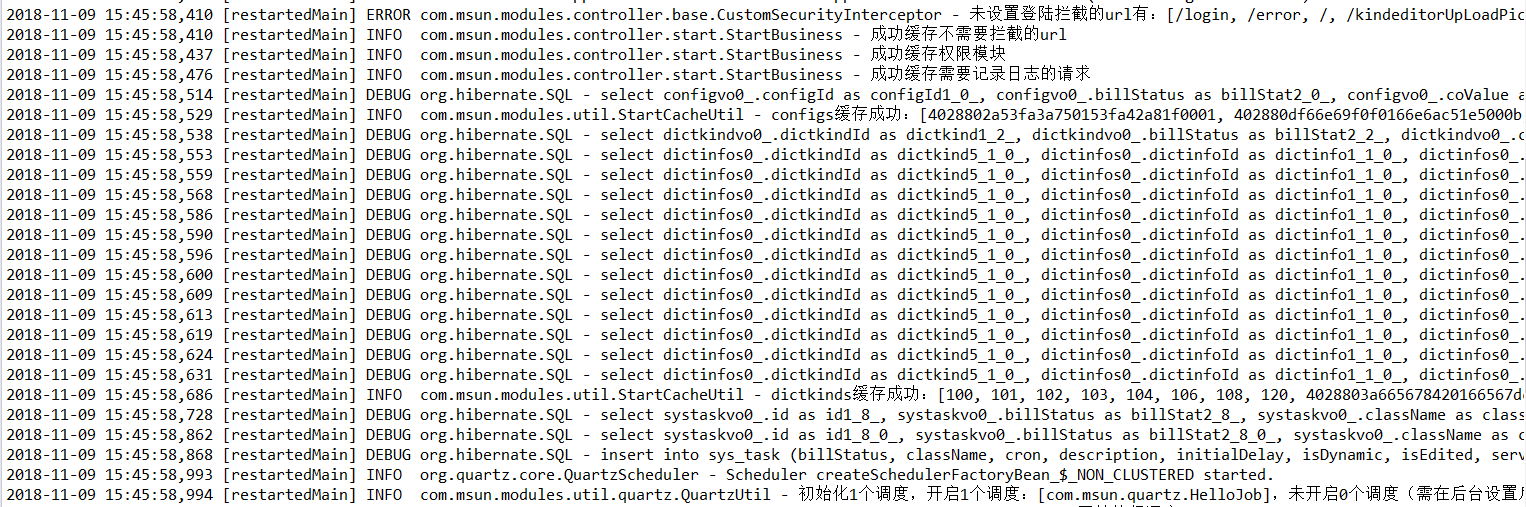 2018-11-09 15:45:58,410 [restartedMain] ERROR com.msun.modules.controller.base.CustomSecurityInterceptor - 未设置登陆拦截的url有：[/login, /error, /, /kindeditorUpLoadPic
2018-11-09 15:45:58,410 [restartedMain] INFO  com.msun.modules.controller.start.StartBusiness - 成功缓存不需要拦截的url
2018-11-09 15:45:58,437 [restartedMain] INFO  com.msun.modules.controller.start.StartBusiness - 成功缓存权限模块
2018-11-09 15:45:58,476 [restartedMain] INFO  com.msun.modules.controller.start.StartBusiness - 成功缓存需要记录日志的请求
2018-11-09 15:45:58,514 [restartedMain] DEBUG org.hibernate.SQL - select configvo0_.configId as configId1_0_, configvo0_.billStatus as billStat2_0_, configvo0_.coValue a
2018-11-09 15:45:58,529 [restartedMain] INFO  com.msun.modules.util.StartCacheUtil - configs缓存成功：[4028802a53fa3a750153fa42a81f0001, 402880df66e69f0f0166e6ac51e5000b
2018-11-09 15:45:58,538 [restartedMain] DEBUG org.hibernate.SQL - select dictkindvo0_.dictkindId as dictkind1_2_, dictkindvo0_.billStatus as billStat2_2_, dictkindvo0_.c
2018-11-09 15:45:58,553 [restartedMain] DEBUG org.hibernate.SQL - select dictinfos0_.dictkindId as dictkind5_1_0_, dictinfos0_.dictinfoId as dictinfo1_1_0_, dictinfos0_.
2018-11-09 15:45:58,559 [restartedMain] DEBUG org.hibernate.SQL - select dictinfos0_.dictkindId as dictkind5_1_0_, dictinfos0_.dictinfoId as dictinfo1_1_0_, dictinfos0_.
2018-11-09 15:45:58,568 [restartedMain] DEBUG org.hibernate.SQL - select dictinfos0_.dictkindId as dictkind5_1_0_, dictinfos0_.dictinfoId as dictinfo1_1_0_, dictinfos0_.
2018-11-09 15:45:58,586 [restartedMain] DEBUG org.hibernate.SQL - select dictinfos0_.dictkindId as dictkind5_1_0_, dictinfos0_.dictinfoId as dictinfo1_1_0_, dictinfos0_.
2018-11-09 15:45:58,590 [restartedMain] DEBUG org.hibernate.SQL - select dictinfos0_.dictkindId as dictkind5_1_0_, dictinfos0_.dictinfoId as dictinfo1_1_0_, dictinfos0_.
2018-11-09 15:45:58,596 [restartedMain] DEBUG org.hibernate.SQL - select dictinfos0_.dictkindId as dictkind5_1_0_, dictinfos0_.dictinfoId as dictinfo1_1_0_, dictinfos0_.
2018-11-09 15:45:58,600 [restartedMain] DEBUG org.hibernate.SQL - select dictinfos0_.dictkindId as dictkind5_1_0_, dictinfos0_.dictinfoId as dictinfo1_1_0_, dictinfos0_.
2018-11-09 15:45:58,609 [restartedMain] DEBUG org.hibernate.SQL - select dictinfos0_.dictkindId as dictkind5_1_0_, dictinfos0_.dictinfoId as dictinfo1_1_0_, dictinfos0_.
2018-11-09 15:45:58,613 [restartedMain] DEBUG org.hibernate.SQL - select dictinfos0_.dictkindId as dictkind5_1_0_, dictinfos0_.dictinfoId as dictinfo1_1_0_, dictinfos0_.
2018-11-09 15:45:58,619 [restartedMain] DEBUG org.hibernate.SQL - select dictinfos0_.dictkindId as dictkind5_1_0_, dictinfos0_.dictinfoId as dictinfo1_1_0_, dictinfos0_.
2018-11-09 15:45:58,624 [restartedMain] DEBUG org.hibernate.SQL - select dictinfos0_.dictkindId as dictkind5_1_0_, dictinfos0_.dictinfoId as dictinfo1_1_0_, dictinfos0_.
2018-11-09 15:45:58,631 [restartedMain] DEBUG org.hibernate.SQL - select dictinfos0_.dictkindId as dictkind5_1_0_, dictinfos0_.dictinfoId as dictinfo1_1_0_, dictinfos0_.
2018-11-09 15:45:58,686 [restartedMain] INFO  com.msun.modules.util.StartCacheUtil - dictkinds缓存成功：[100, 101, 102, 103, 104, 106, 108, 120, 4028803a665678420166567d
2018-11-09 15:45:58,728 [restartedMain] DEBUG org.hibernate.SQL - select systaskvo0_.id as id1_8_, systaskvo0_.billStatus as billStat2_8_, systaskvo0_.className as class
2018-11-09 15:45:58,862 [restartedMain] DEBUG org.hibernate.SQL - select systaskvo0_.id as id1_8_0_, systaskvo0_.billStatus as billStat2_8_0_, systaskvo0_.className as c
2018-11-09 15:45:58,868 [restartedMain] DEBUG org.hibernate.SQL - insert into sys_task (billStatus, className, cron, description, initialDelay, isDynamic, isEdited, serv
2018-11-09 15:45:58,993 [restartedMain] INFO  org.quartz.core.QuartzScheduler - Scheduler createSchedulerFactoryBean_$_NON_CLUSTERED started.
2018-11-09 15:45:58,994 [restartedMain] INFO  com.msun.modules.util.quartz.QuartzUtil - 初始化1个调度，开启1个调度：[com.msun.quartz.HelloJob]，未开启0个调度（需在后台设置